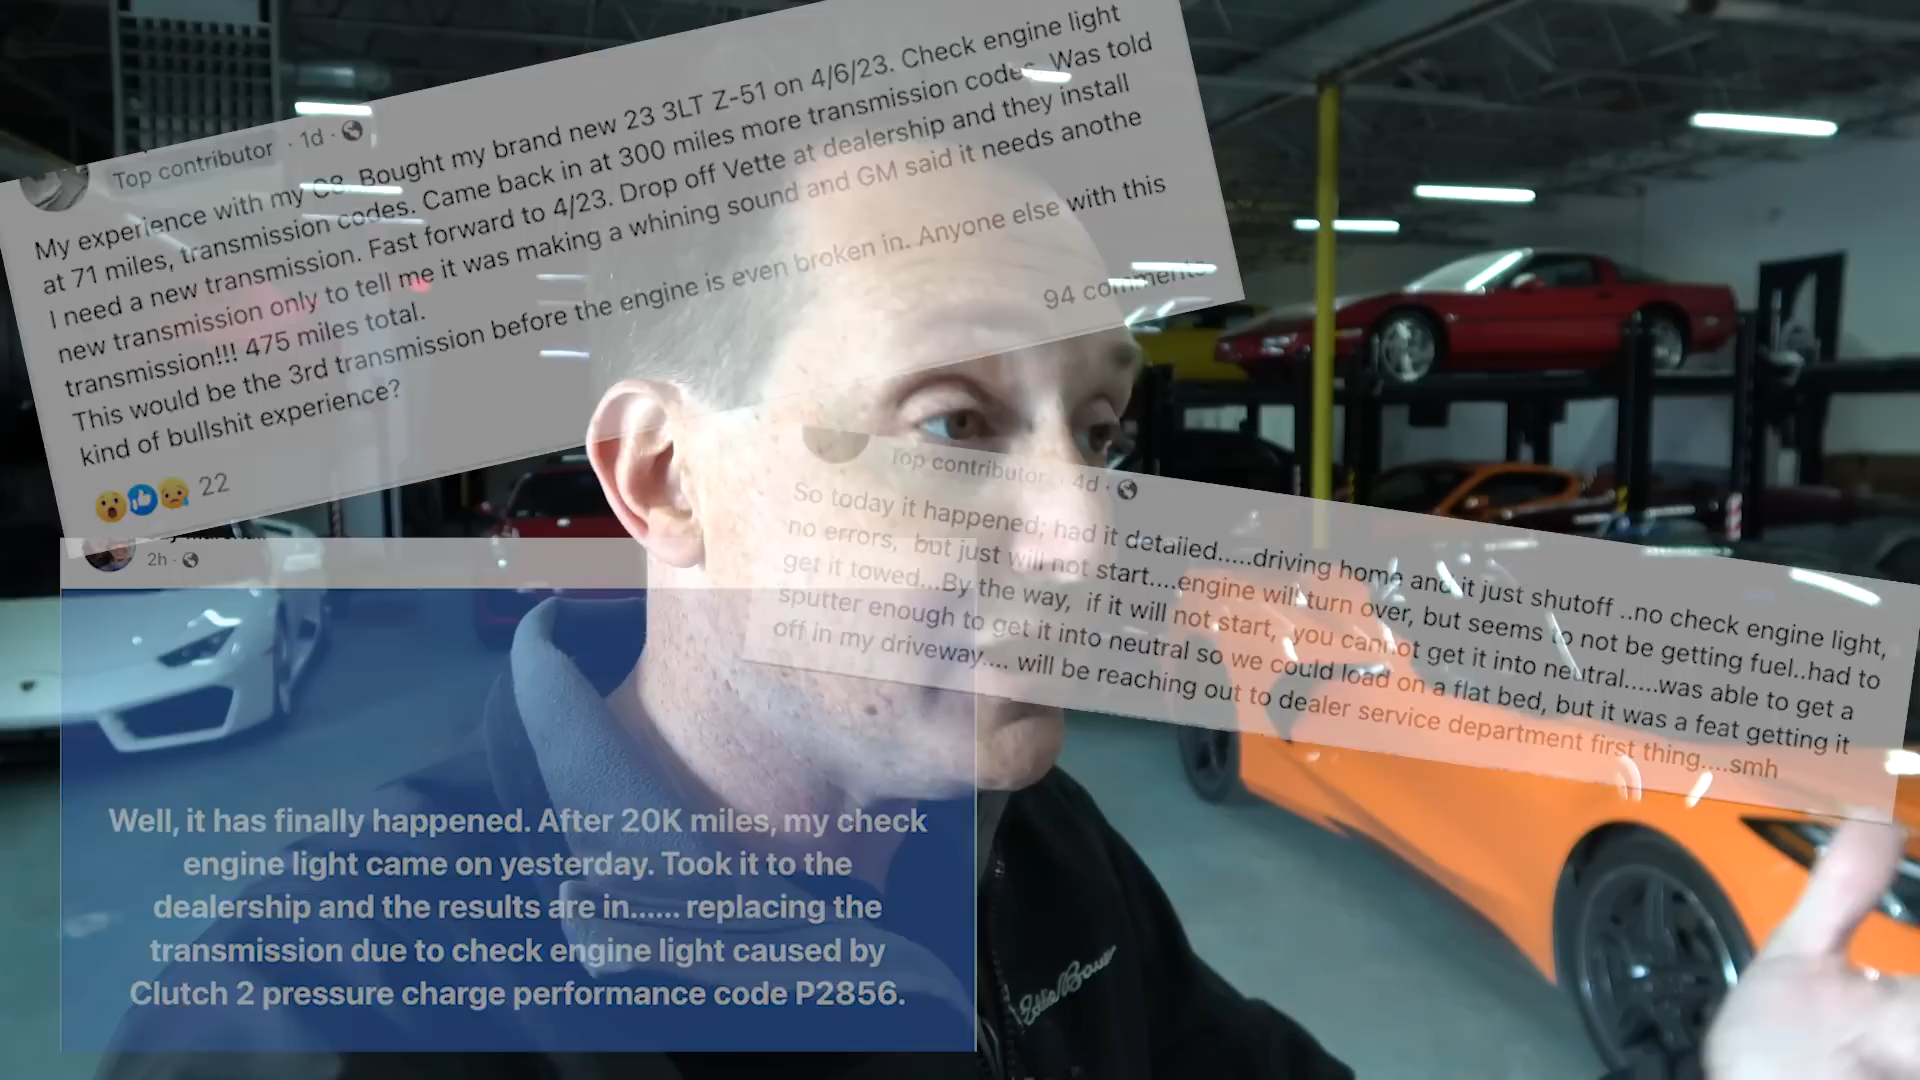 Top contributor · 1d ·
My experience with my C8. Bought my brand new 23 3LT Z-51 on 4/6/23. Check engine light
at 71 miles, transmission codes. Came back in at 300 miles more transmission codes. Was told
I need a new transmission. Fast forward to 4/23. Drop off Vette at dealership and they install
new transmission only to tell me it was making a whining sound and GM said it needs anothe
transmission!!! 475 miles total.
This would be the 3rd transmission before the engine is even broken in. Anyone else with this
kind of bullshit experience?
22
94 comments
Top contributor · 4d ·
So today it happened; had it detailed.....driving home and it just shutoff ..no check engine light,
no errors, but just will not start....engine will turn over, but seems to not be getting fuel..had to
get it towed...By the way, if it will not start, you cannot get it into neutral.....was able to get a
sputter enough to get it into neutral so we could load on a flat bed, but it was a feat getting it
off in my driveway.... will be reaching out to dealer service department first thing....smh
2h ·
Well, it has finally happened. After 20K miles, my check
engine light came on yesterday. Took it to the
dealership and the results are in...... replacing the
transmission due to check engine light caused by
Clutch 2 pressure charge performance code P2856.
Eddie Bauer